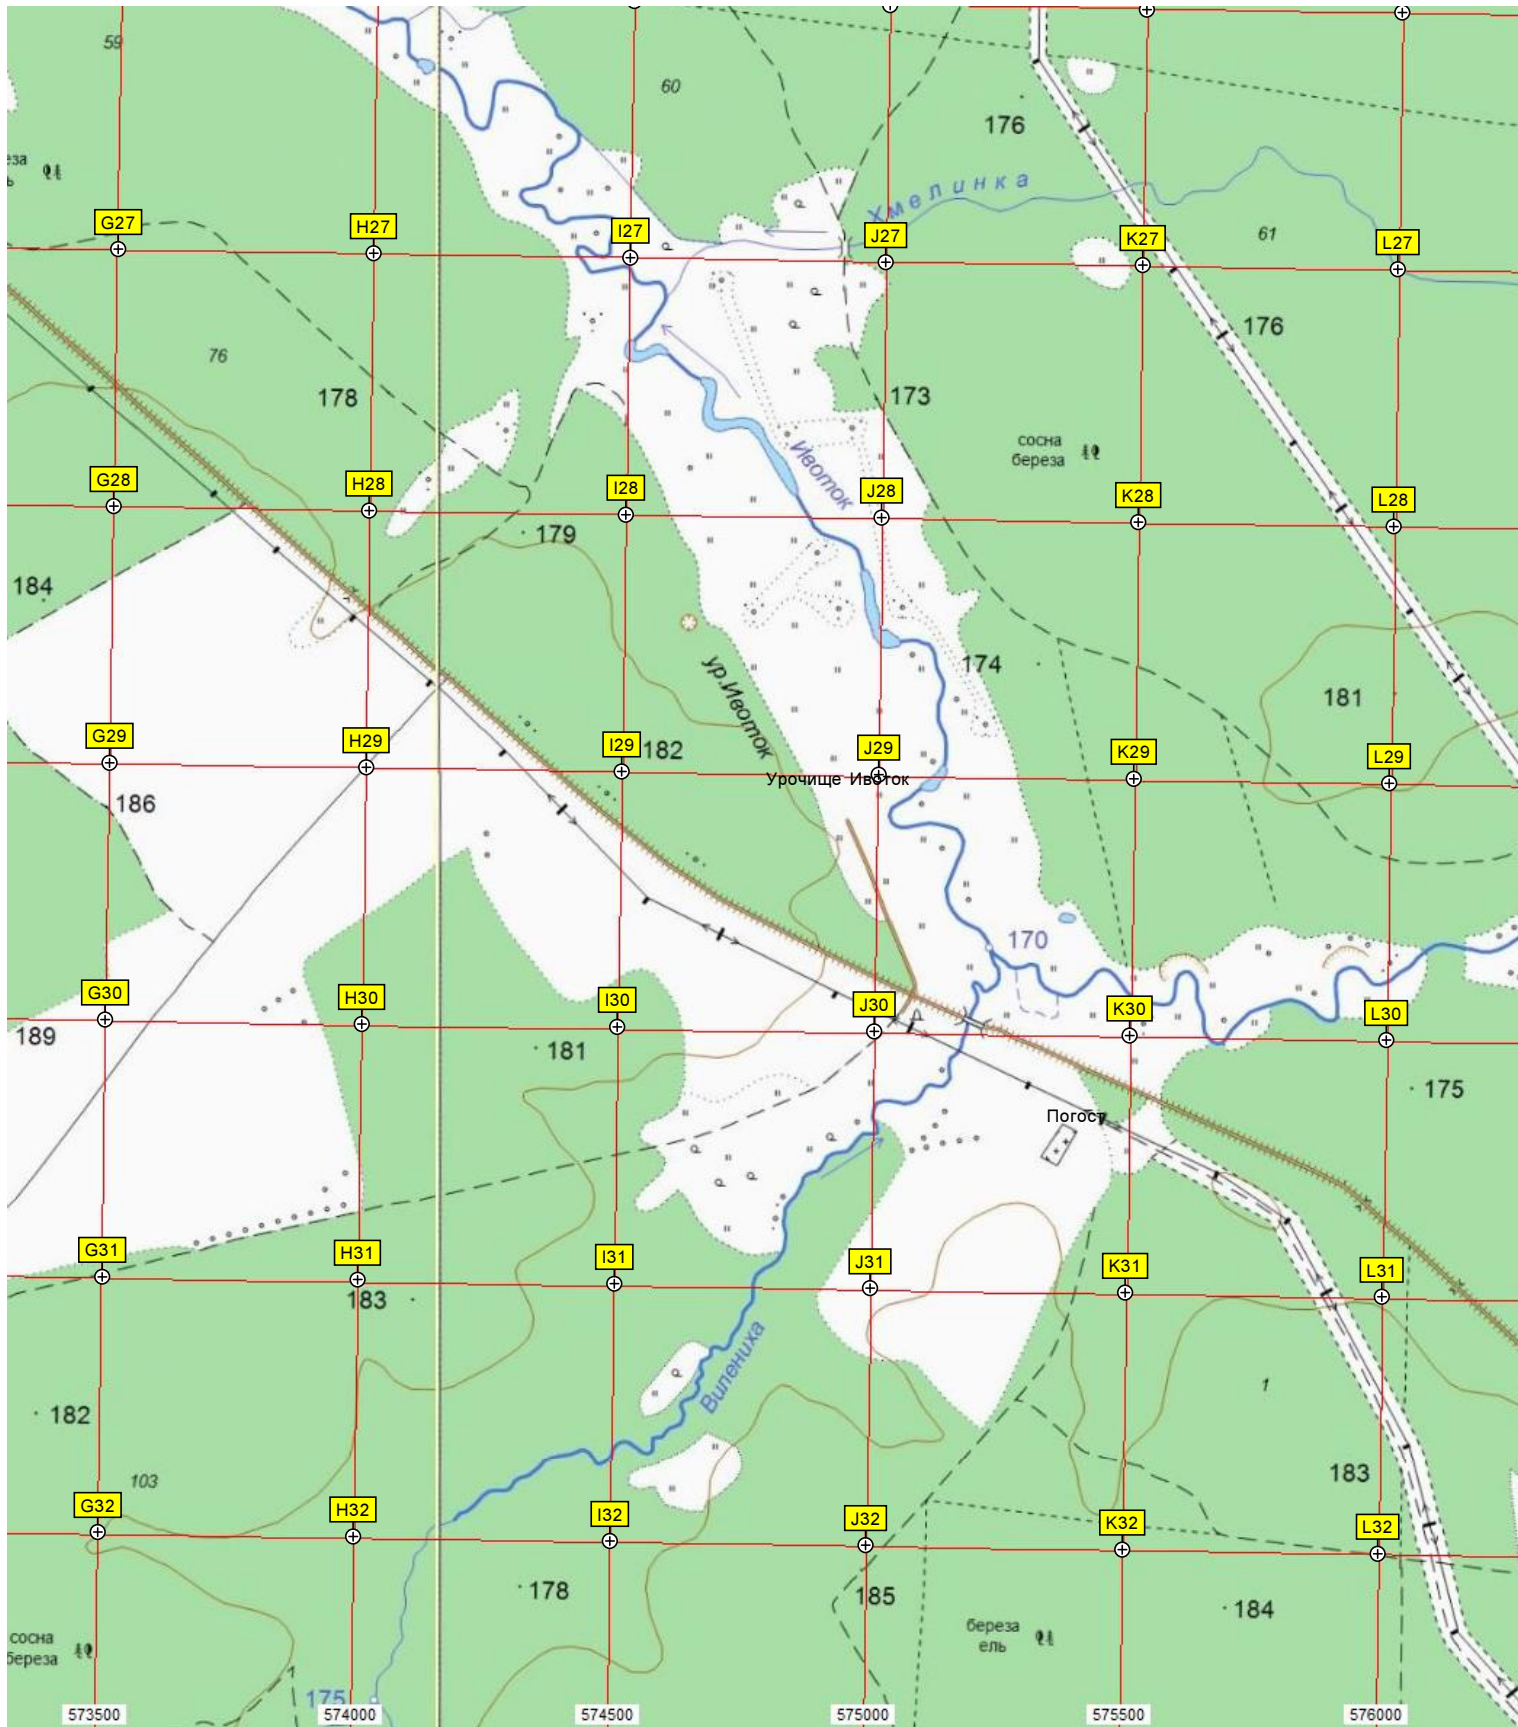 59
60
176
еза
ь
Хмелинка
G27
H27
I27
J27
K27
61
L27
76
178
173
176
сосна
береза
Ивоток
G28
H28
I28
J28
K28
L28
179
184
174
181
ур.Ивоток
G29
H29
I29
182
J29
K29
L29
Урочище Ивоток
186
170
G30
H30
I30
J30
K30
L30
189
181
175
Погост
G31
H31
I31
J31
K31
L31
183
Вилениха
1
182
103
183
G32
H32
I32
J32
K32
L32
178
185
184
береза
ель
сосна
береза
175
573500
574000
574500
575000
575500
576000